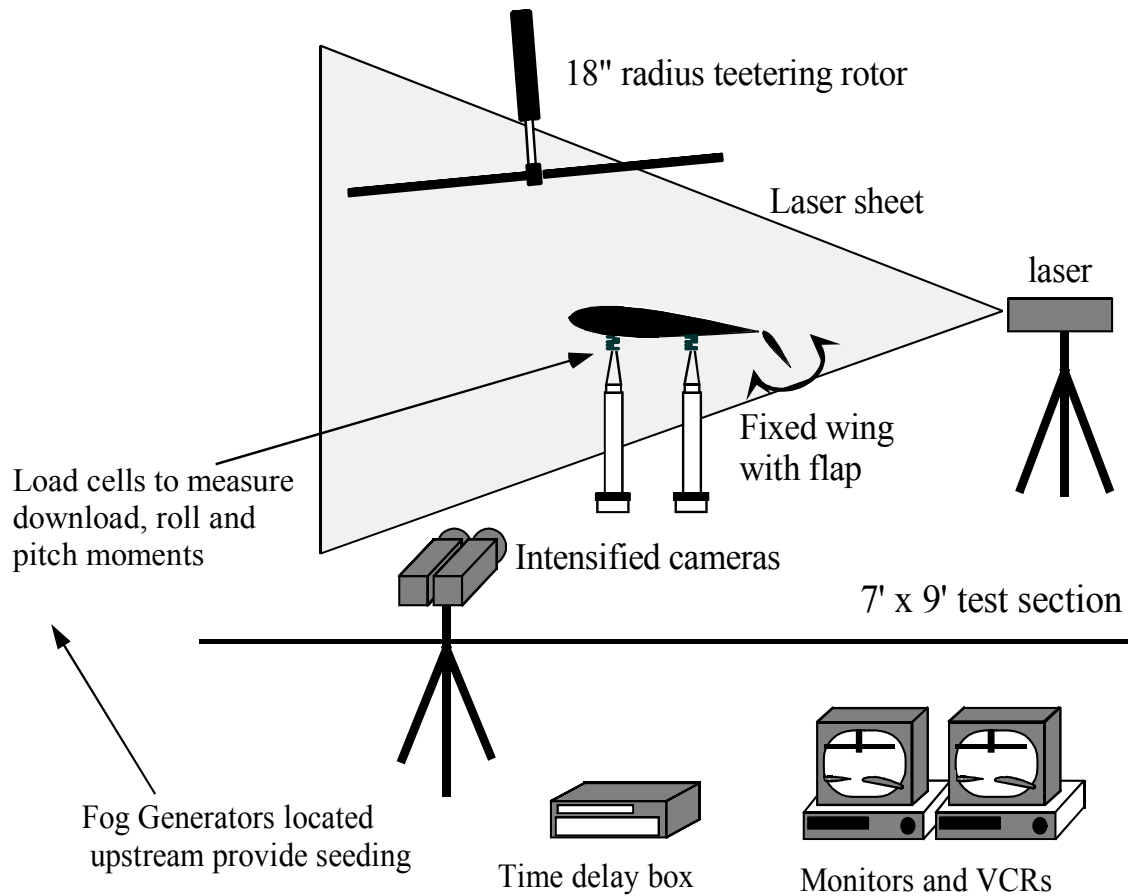 18" radius teetering rotor
Laser sheet
laser
Fixed wing
with flap
Load cells to measure
download, roll and
pitch moments
Intensified cameras
7' x 9' test section
Fog Generators located
upstream provide seeding
Time delay box
Monitors and VCRs